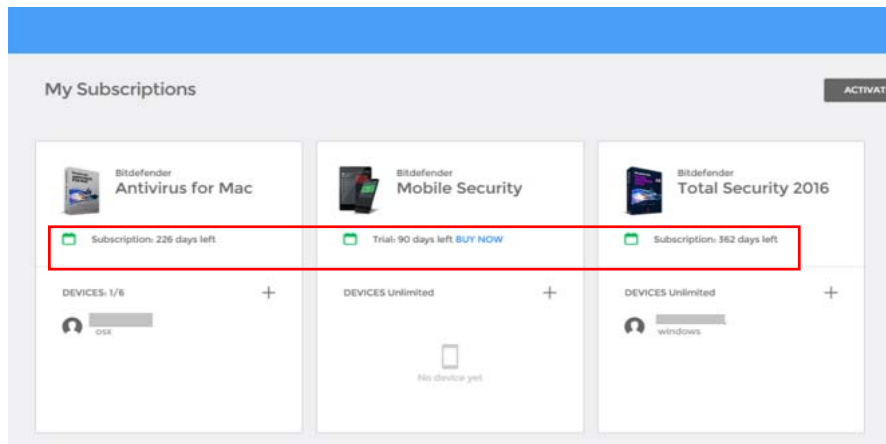 My Subscriptions
ACTIVAT
Bitdefender
Antivirus for Mac
Subscription: 226 days left
DEVICES: 1/6
osx
Bitdefender
Mobile Security
Trial: 90 days left BUY NOW
DEVICES Unlimited
No device yet
Bitdefender
Total Security 2016
Subscription: 362 days left
DEVICES Unlimited
windows